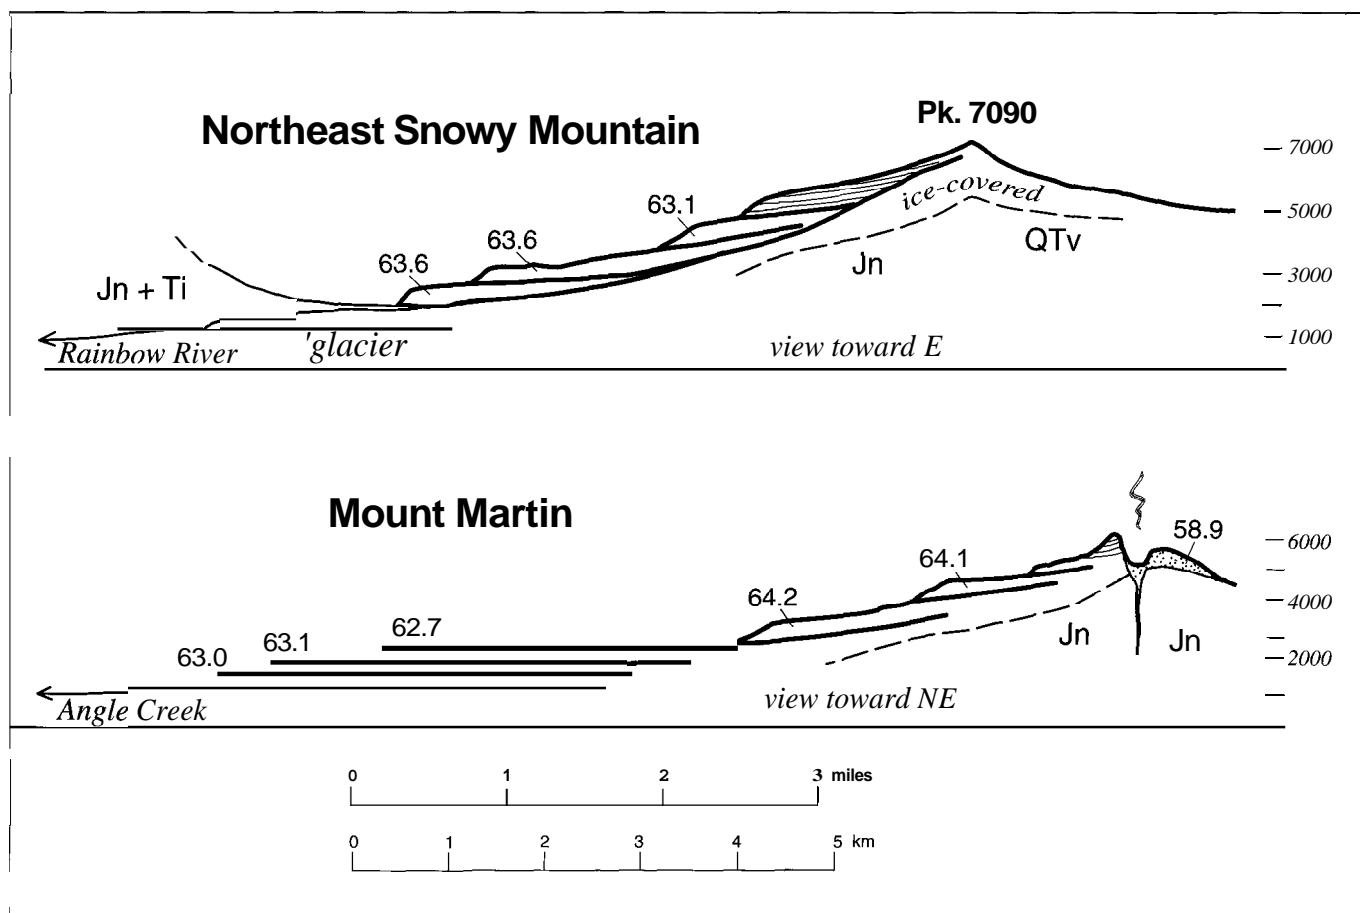 Pk. 7090
Northeast Snowy Mountain
7000
ice-covered
63.1
5000
63.6
QTv
63.6
Jn
Jn + Ti
3000
1000
Rainbow River
'glacier
view toward E
Mount Martin
58.9
6000
64.1
64.2
4000
62.7
63.1
Jn
Jn
63.0
2000
Angle Creek
view toward NE
0 1 2 3 miles
0 1 2 3 4 5 km